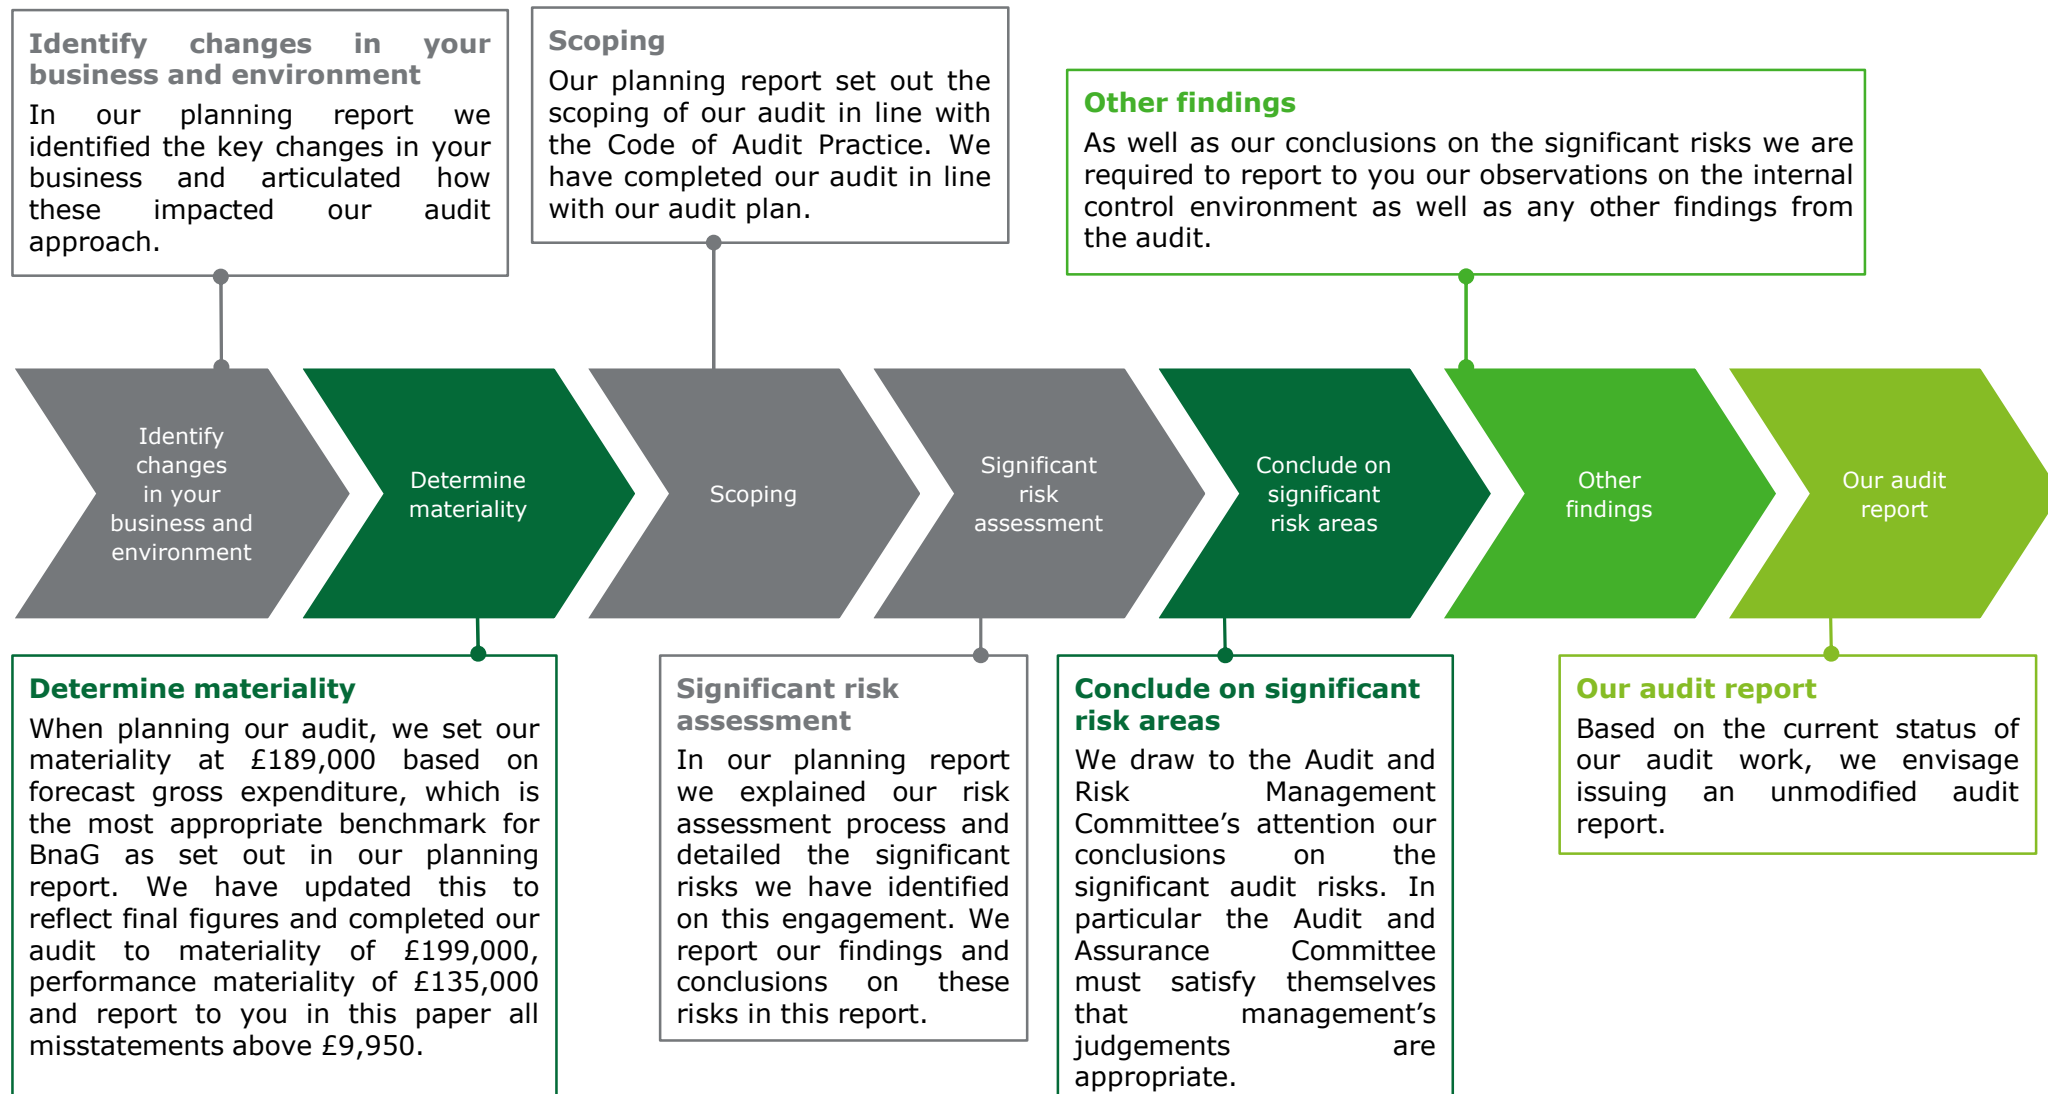 Identify changes in your
business and environment
In our planning report we
identified the key changes in your
business and articulated how
these impacted our audit
approach.
Scoping
Our planning report set out the
scoping of our audit in line with
the Code of Audit Practice. We
have completed our audit in line
with our audit plan.
Other findings
As well as our conclusions on the significant risks we are
required to report to you our observations on the internal
control environment as well as any other findings from
the audit.
Identify
changes
in your
business and
environment
Determine
materiality
Scoping
Significant
risk
assessment
Conclude on
significant
risk areas
Other
findings
Our audit
report
Determine materiality
When planning our audit, we set our
materiality at £189,000 based on
forecast gross expenditure, which is
the most appropriate benchmark for
BnaG as set out in our planning
report. We have updated this to
reflect final figures and completed our
audit to materiality of £199,000,
performance materiality of £135,000
and report to you in this paper all
misstatements above £9,950.
Significant risk
assessment
In our planning report
we explained our risk
assessment process and
detailed the significant
risks we have identified
on this engagement. We
report our findings and
conclusions on these
risks in this report.
Conclude on significant
risk areas
We draw to the Audit and
Risk Management
Committee’s attention our
conclusions on the
significant audit risks. In
particular the Audit and
Assurance Committee
must satisfy themselves
that management’s
judgements are
appropriate.
Our audit report
Based on the current status of
our audit work, we envisage
issuing an unmodified audit
report.